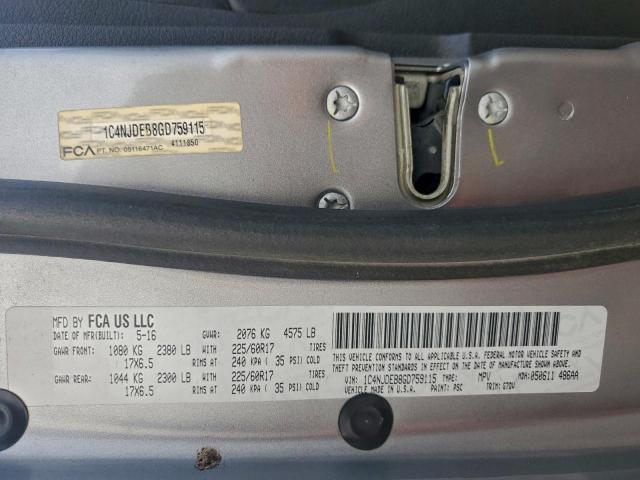 1C4NJDEB8GD759115
FCA PT. NO. 05116471AC 4111850
MFD BY FCA US LLC
DATE OF MFR(BUILT): 5-16 GVWR: 2076 KG 4575 LB
GAWR FRONT: 1080 KG 2380 LB WITH 225/60R17 TIRES
17X6.5 RIMS AT 240 KPA ( 35 PSI) COLD
GAWR REAR: 1044 KG 2300 LB WITH 225/60R17 TIRES
17X6.5 RIMS AT 240 KPA ( 35 PSI) COLD
THIS VEHICLE CONFORMS TO ALL APPLICABLE U.S.A. FEDERAL MOTOR VEHICLE SAFETY, BUMPER AND
THEFT PREVENTION STANDARDS IN EFFECT ON THE DATE OF MANUFACTURE SHOWN ABOVE.
VIN: 1C4NJDEB8GD759115 TYPE: MPV MDH: 050611 486AA
VEHICLE MADE IN U.S.A. PAINT: PSC TRIM: G7DV